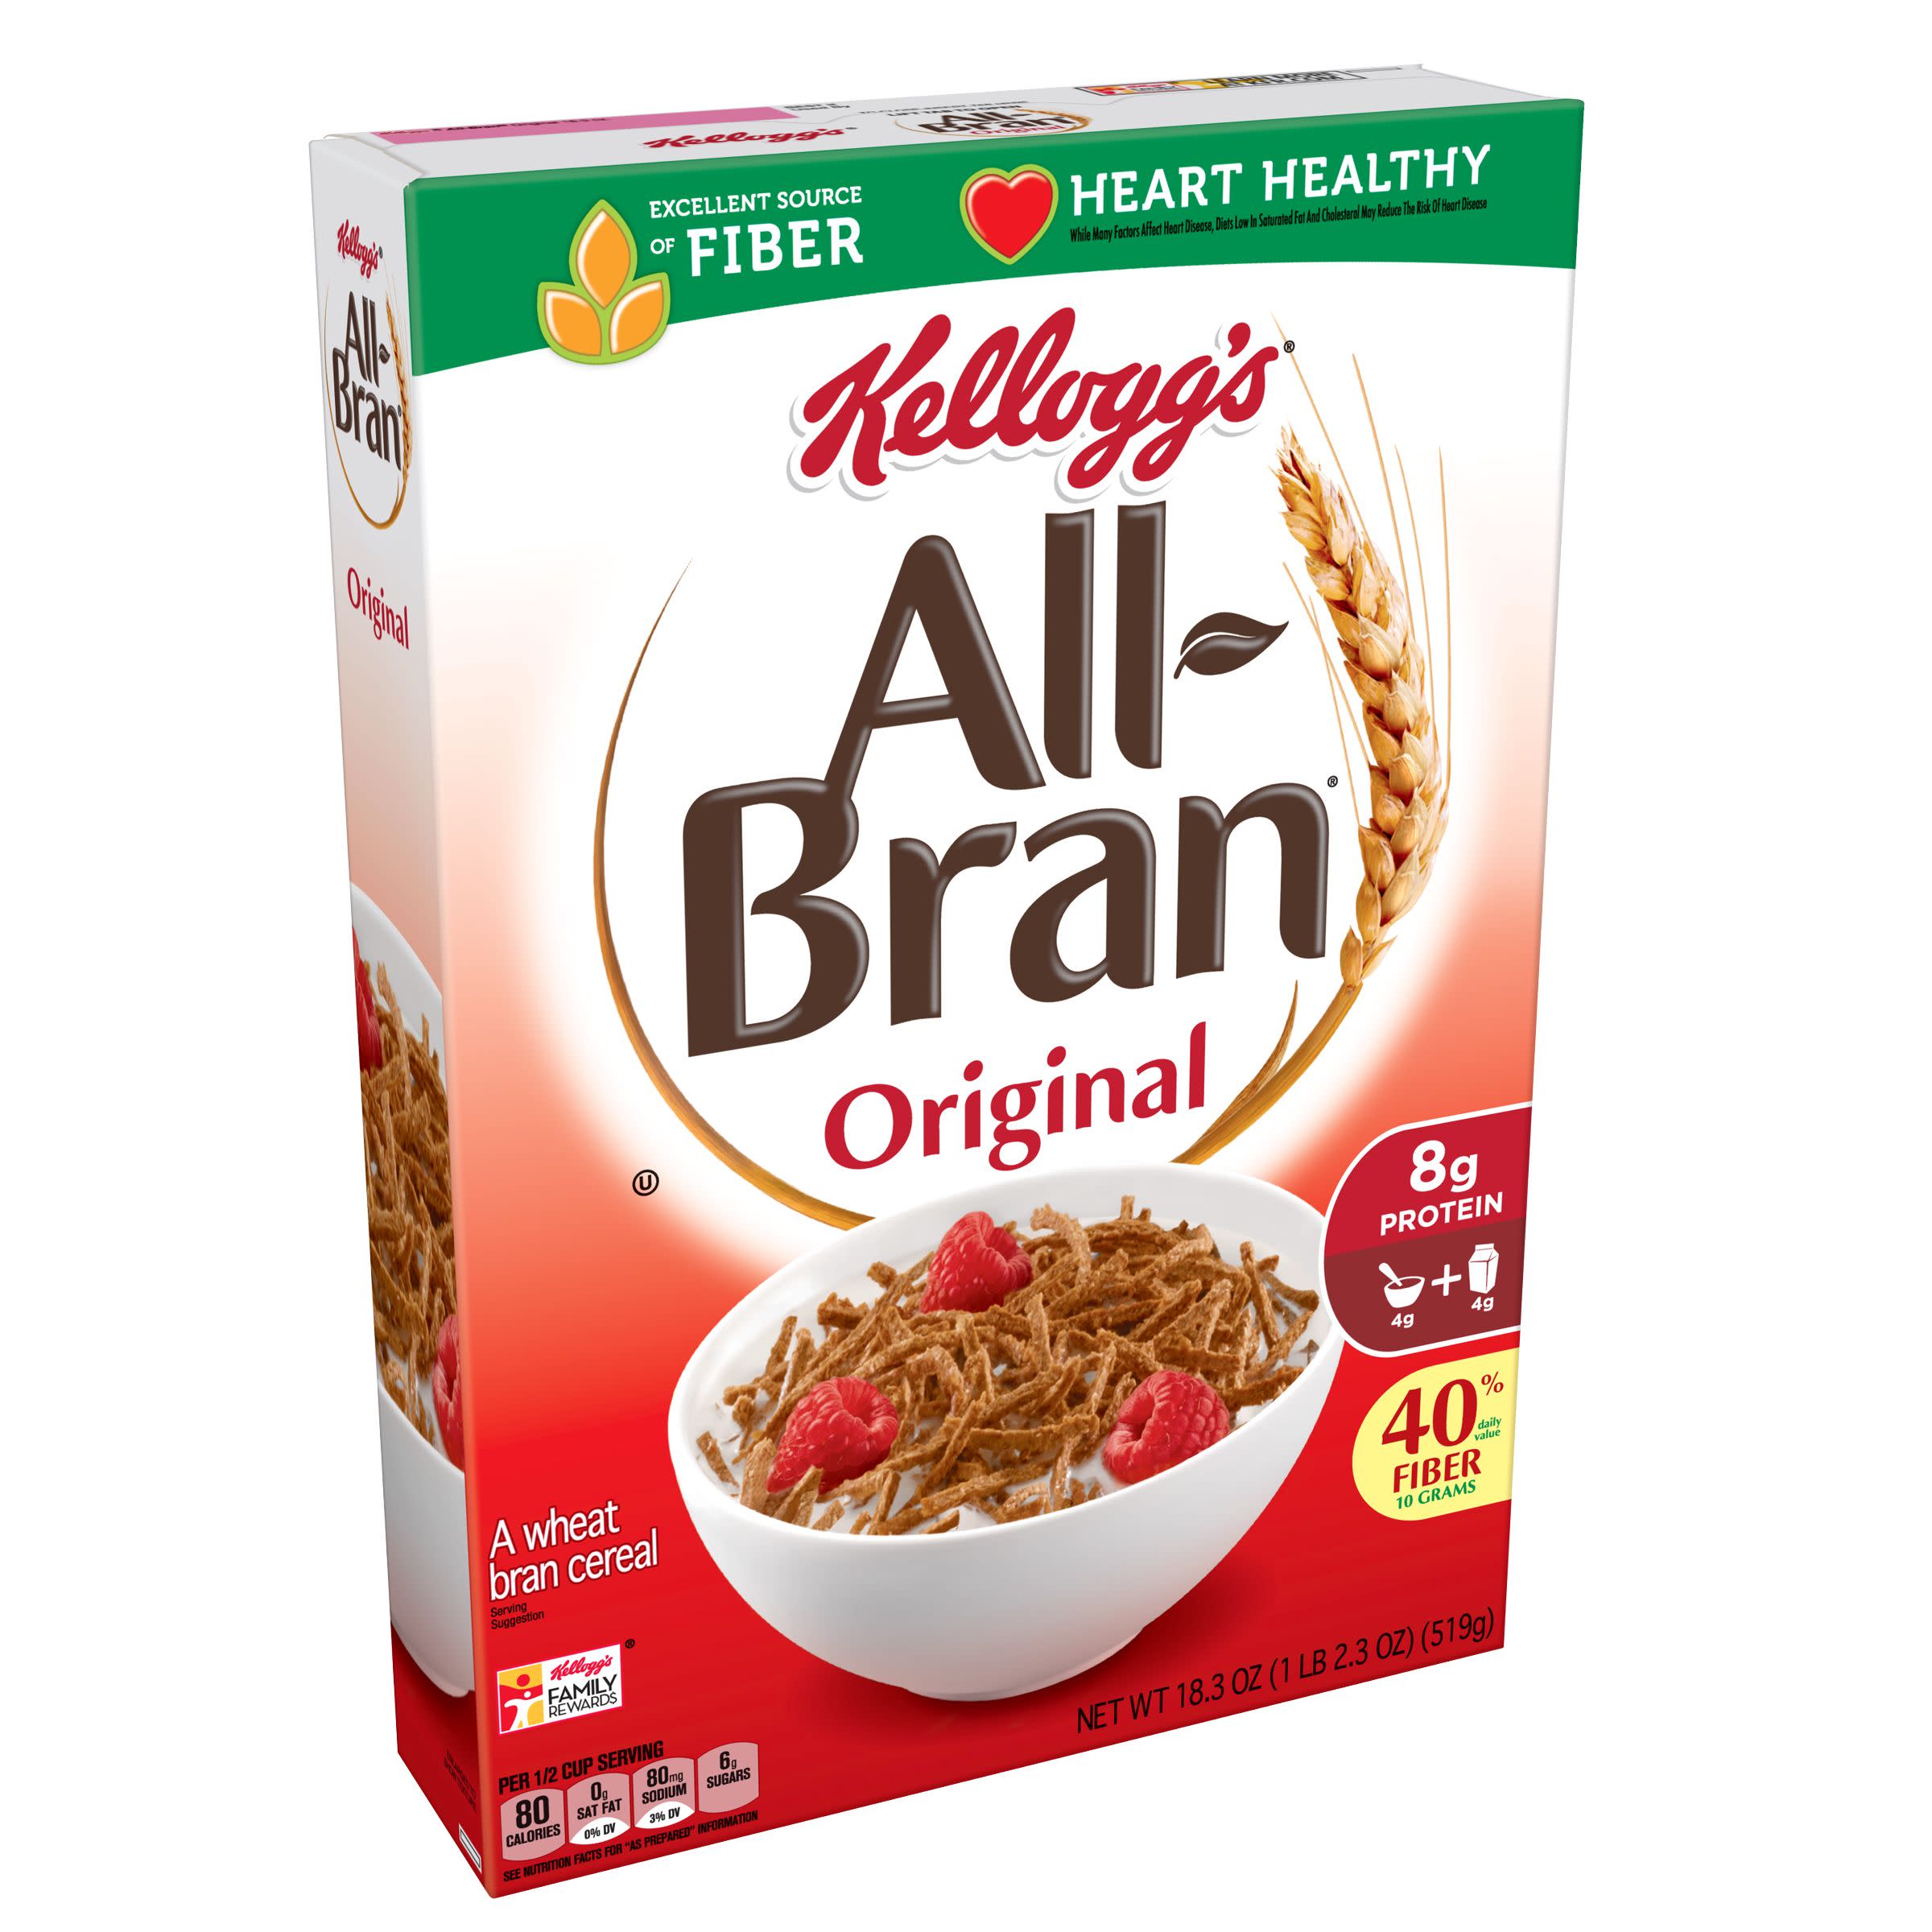 Kellogg's®
All-
Bran
Original
EXCELLENT SOURCE
OF FIBER
HEART HEALTHY
While Many Factors Affect Heart Disease, Diets Low In Saturated Fat And Cholesterol May Reduce The Risk Of Heart Disease
Kellogg's®
All-
Bran®
Original
Kellogg's®
All-
Bran®
Original
U
8g
PROTEIN
4g + 4g
40% daily value
FIBER
10 GRAMS
A wheat
bran cereal
Serving
Suggestion
Kellogg's®
FAMILY
REWARDS
NET WT 18.3 OZ (1 LB 2.3 OZ) (519g)
PER 1/2 CUP SERVING
80 CALORIES
0g SAT FAT 0% DV
80mg SODIUM 3% DV
6g SUGARS
SEE NUTRITION FACTS FOR "AS PREPARED" INFORMATION